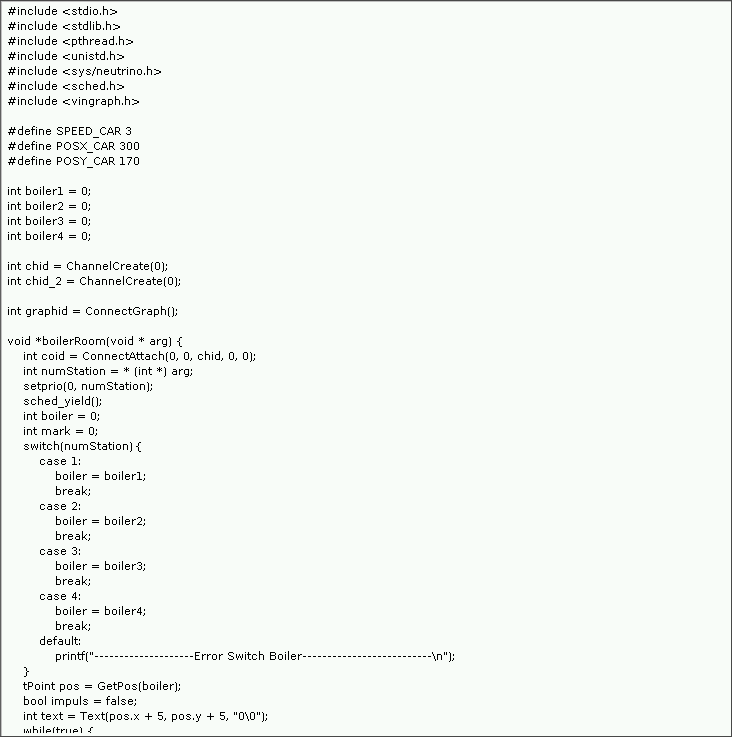 #include <stdio.h>
#include <stdlib.h>
#include <pthread.h>
#include <unistd.h>
#include <sys/neutrino.h>
#include <sched.h>
#include <vingraph.h>

#define SPEED_CAR 3
#define POSX_CAR 300
#define POSY_CAR 170

int boiler1 = 0;
int boiler2 = 0;
int boiler3 = 0;
int boiler4 = 0;

int chid = ChannelCreate(0);
int chid_2 = ChannelCreate(0);

int graphid = ConnectGraph();

void *boilerRoom(void * arg) {
    int coid = ConnectAttach(0, 0, chid, 0, 0);
    int numStation = * (int *) arg;
    setprio(0, numStation);
    sched_yield();
    int boiler = 0;
    int mark = 0;
    switch(numStation) {
        case 1:
            boiler = boiler1;
            break;
        case 2:
            boiler = boiler2;
            break;
        case 3:
            boiler = boiler3;
            break;
        case 4:
            boiler = boiler4;
            break;
        default:
            printf("--------------------Error Switch Boiler--------------------------\n");
    }
    tPoint pos = GetPos(boiler);
    bool impuls = false;
    int text = Text(pos.x + 5, pos.y + 5, "0\0");
    while(true) {